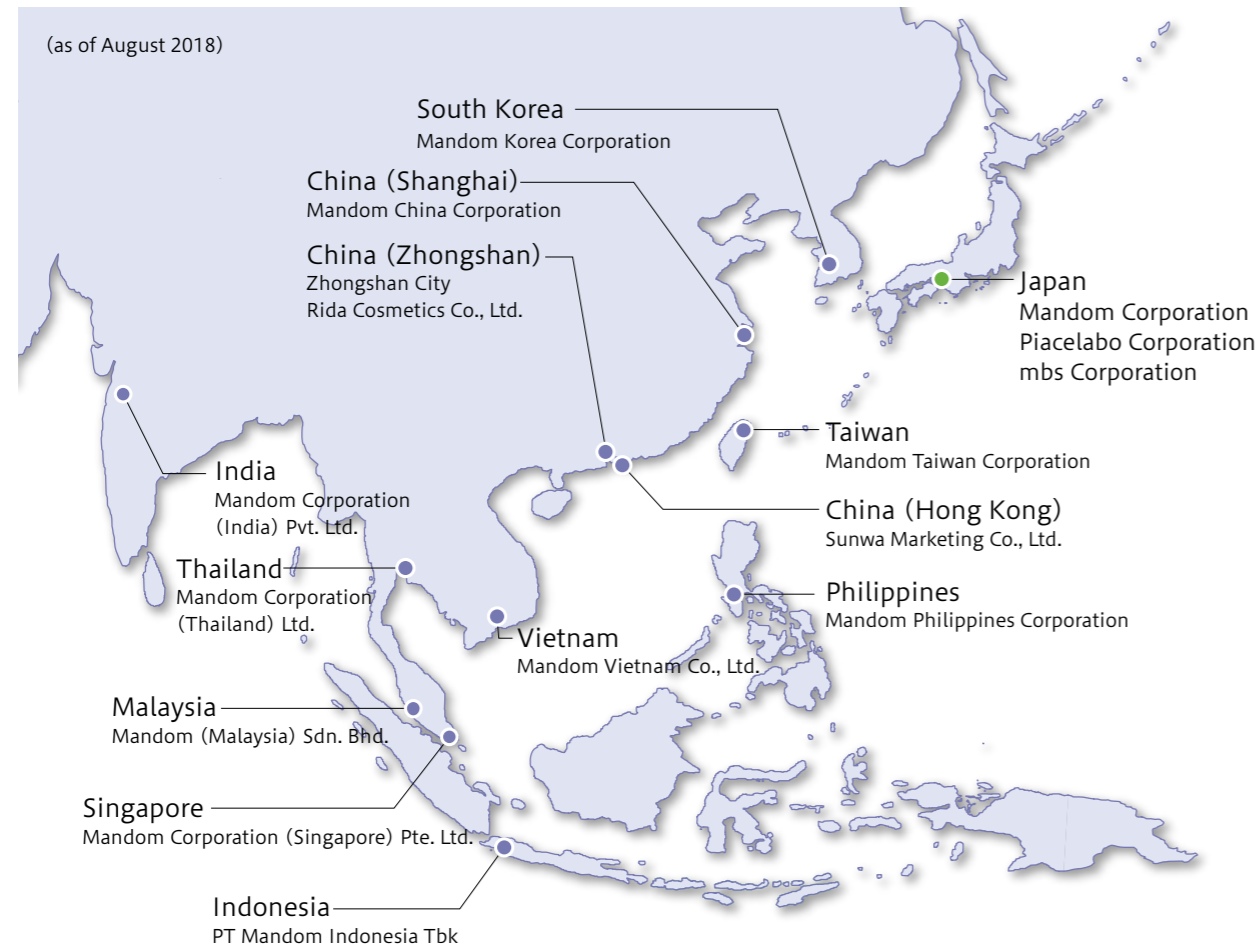 (as of August 2018)
South Korea
Mandom Korea Corporation
China (Shanghai)
Mandom China Corporation
China (Zhongshan)
Zhongshan City
Rida Cosmetics Co., Ltd.
Japan
Mandom Corporation
Piacelabo Corporation
mbs Corporation
Taiwan
Mandom Taiwan Corporation
India
Mandom Corporation
(India) Pvt. Ltd.
China (Hong Kong)
Sunwa Marketing Co., Ltd.
Thailand
Mandom Corporation
(Thailand) Ltd.
Philippines
Mandom Philippines Corporation
Vietnam
Mandom Vietnam Co., Ltd.
Malaysia
Mandom (Malaysia) Sdn. Bhd.
Singapore
Mandom Corporation (Singapore) Pte. Ltd.
Indonesia
PT Mandom Indonesia Tbk